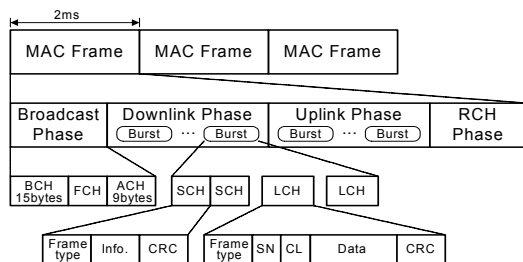 2ms
MAC Frame MAC Frame MAC Frame
Broadcast Phase Downlink Phase Uplink Phase RCH Phase
Burst ... Burst Burst ... Burst
BCH 15bytes FCH ACH 9bytes SCH SCH LCH LCH
Frame type Info. CRC Frame type SN CL Data CRC